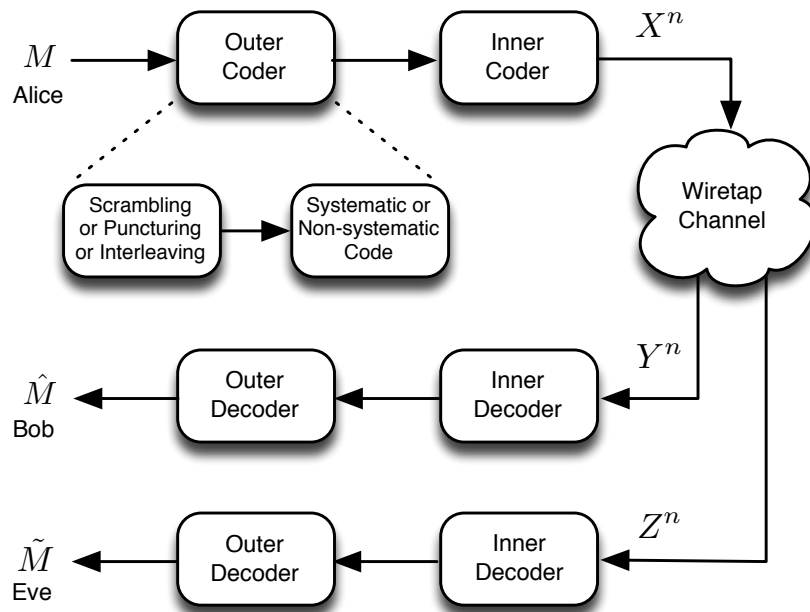 M
Alice
Outer
Coder
Inner
Coder
X^n
Scrambling
or Puncturing
or Interleaving
Systematic or
Non-systematic
Code
Wiretap
Channel
M̂
Bob
Outer
Decoder
Inner
Decoder
Y^n
M̃
Eve
Outer
Decoder
Inner
Decoder
Z^n